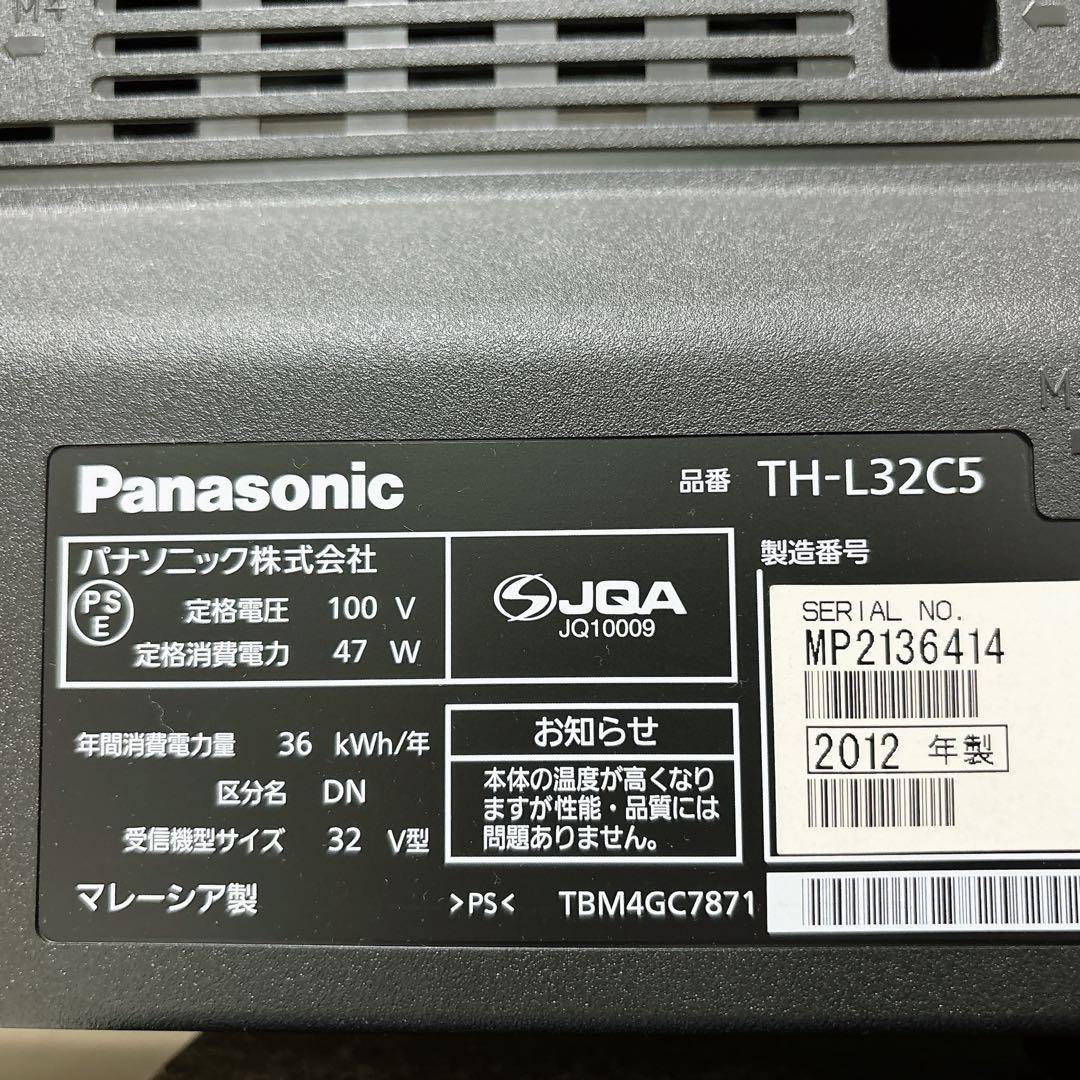 M4
Panasonic
品番 TH-L32C5
パナソニック株式会社
PS
E
定格電圧 100 V
定格消費電力 47 W
JQA
JQ10009
製造番号
SERIAL NO.
MP2136414
2012 年製
年間消費電力量 36 kWh/年
区分名 DN
受信機型サイズ 32 V型
お知らせ
本体の温度が高くなり
ますが性能・品質には
問題ありません。
マレーシア製
>PS<
TBM4GC7871